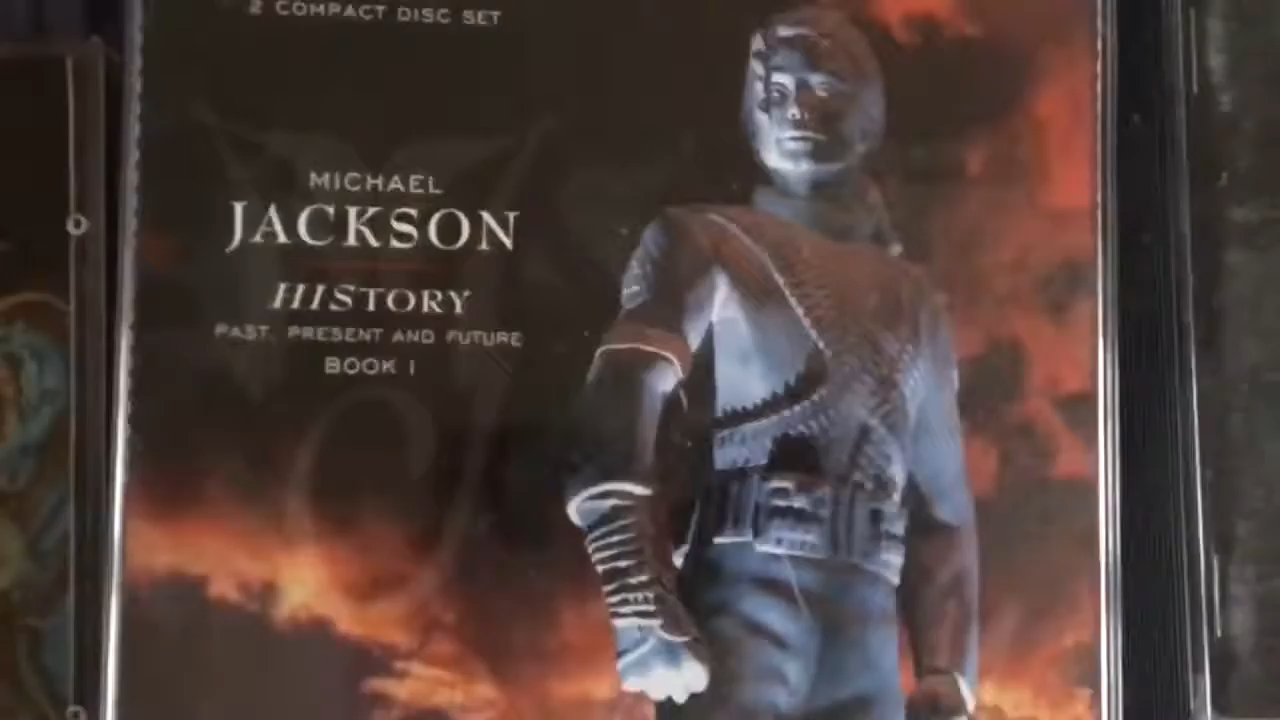 2 COMPACT DISC SET
MICHAEL
JACKSON
HISTORY
PAST, PRESENT AND FUTURE
BOOK I